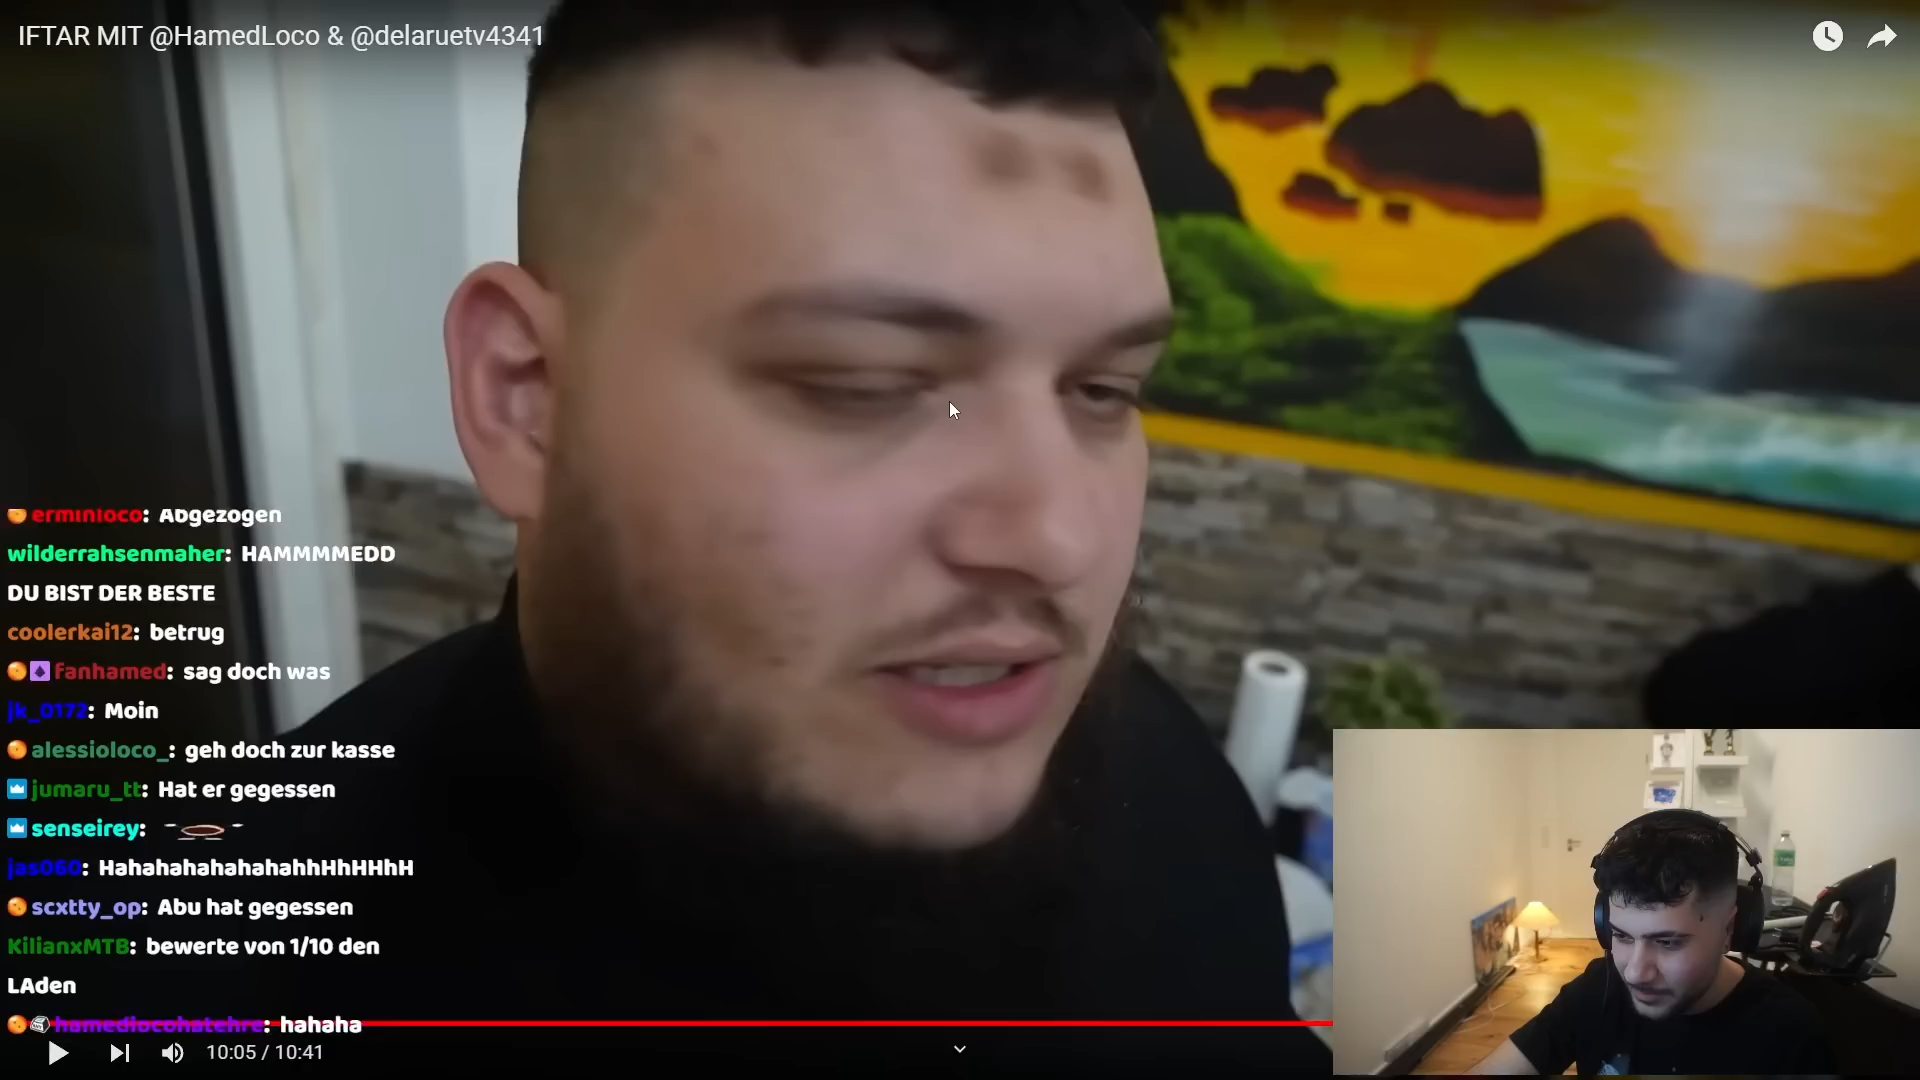 IFTAR MIT @HamedLoco & @delaruetv4341
erminloco: Abgezogen
wilderrahsenmaher: HAMMMMEDD
DU BIST DER BESTE
coolerkai12: betrug
fanhamed: sag doch was
jk_0172: Moin
alessioloco_: geh doch zur kasse
jumaru_tt: Hat er gegessen
senseirey:
jas060: HahahahahahahahhHhHHhH
scxtty_op: Abu hat gegessen
KilianxMTB: bewerte von 1/10 den
LAden
hamedlocohatehre: hahaha
10:05 / 10:41